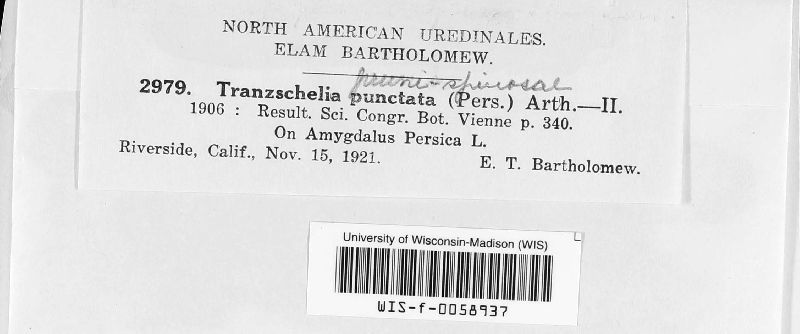 NORTH AMERICAN UREDINALES.
ELAM BARTHOLOMEW.
pruni-spinosae
2979. Tranzschelia punctata (Pers.) Arth.—II.
1906 : Result. Sci. Congr. Bot. Vienne p. 340.
On Amygdalus Persica L.
Riverside, Calif., Nov. 15, 1921. E. T. Bartholomew.
University of Wisconsin-Madison (WIS)
WIS-f-0058937